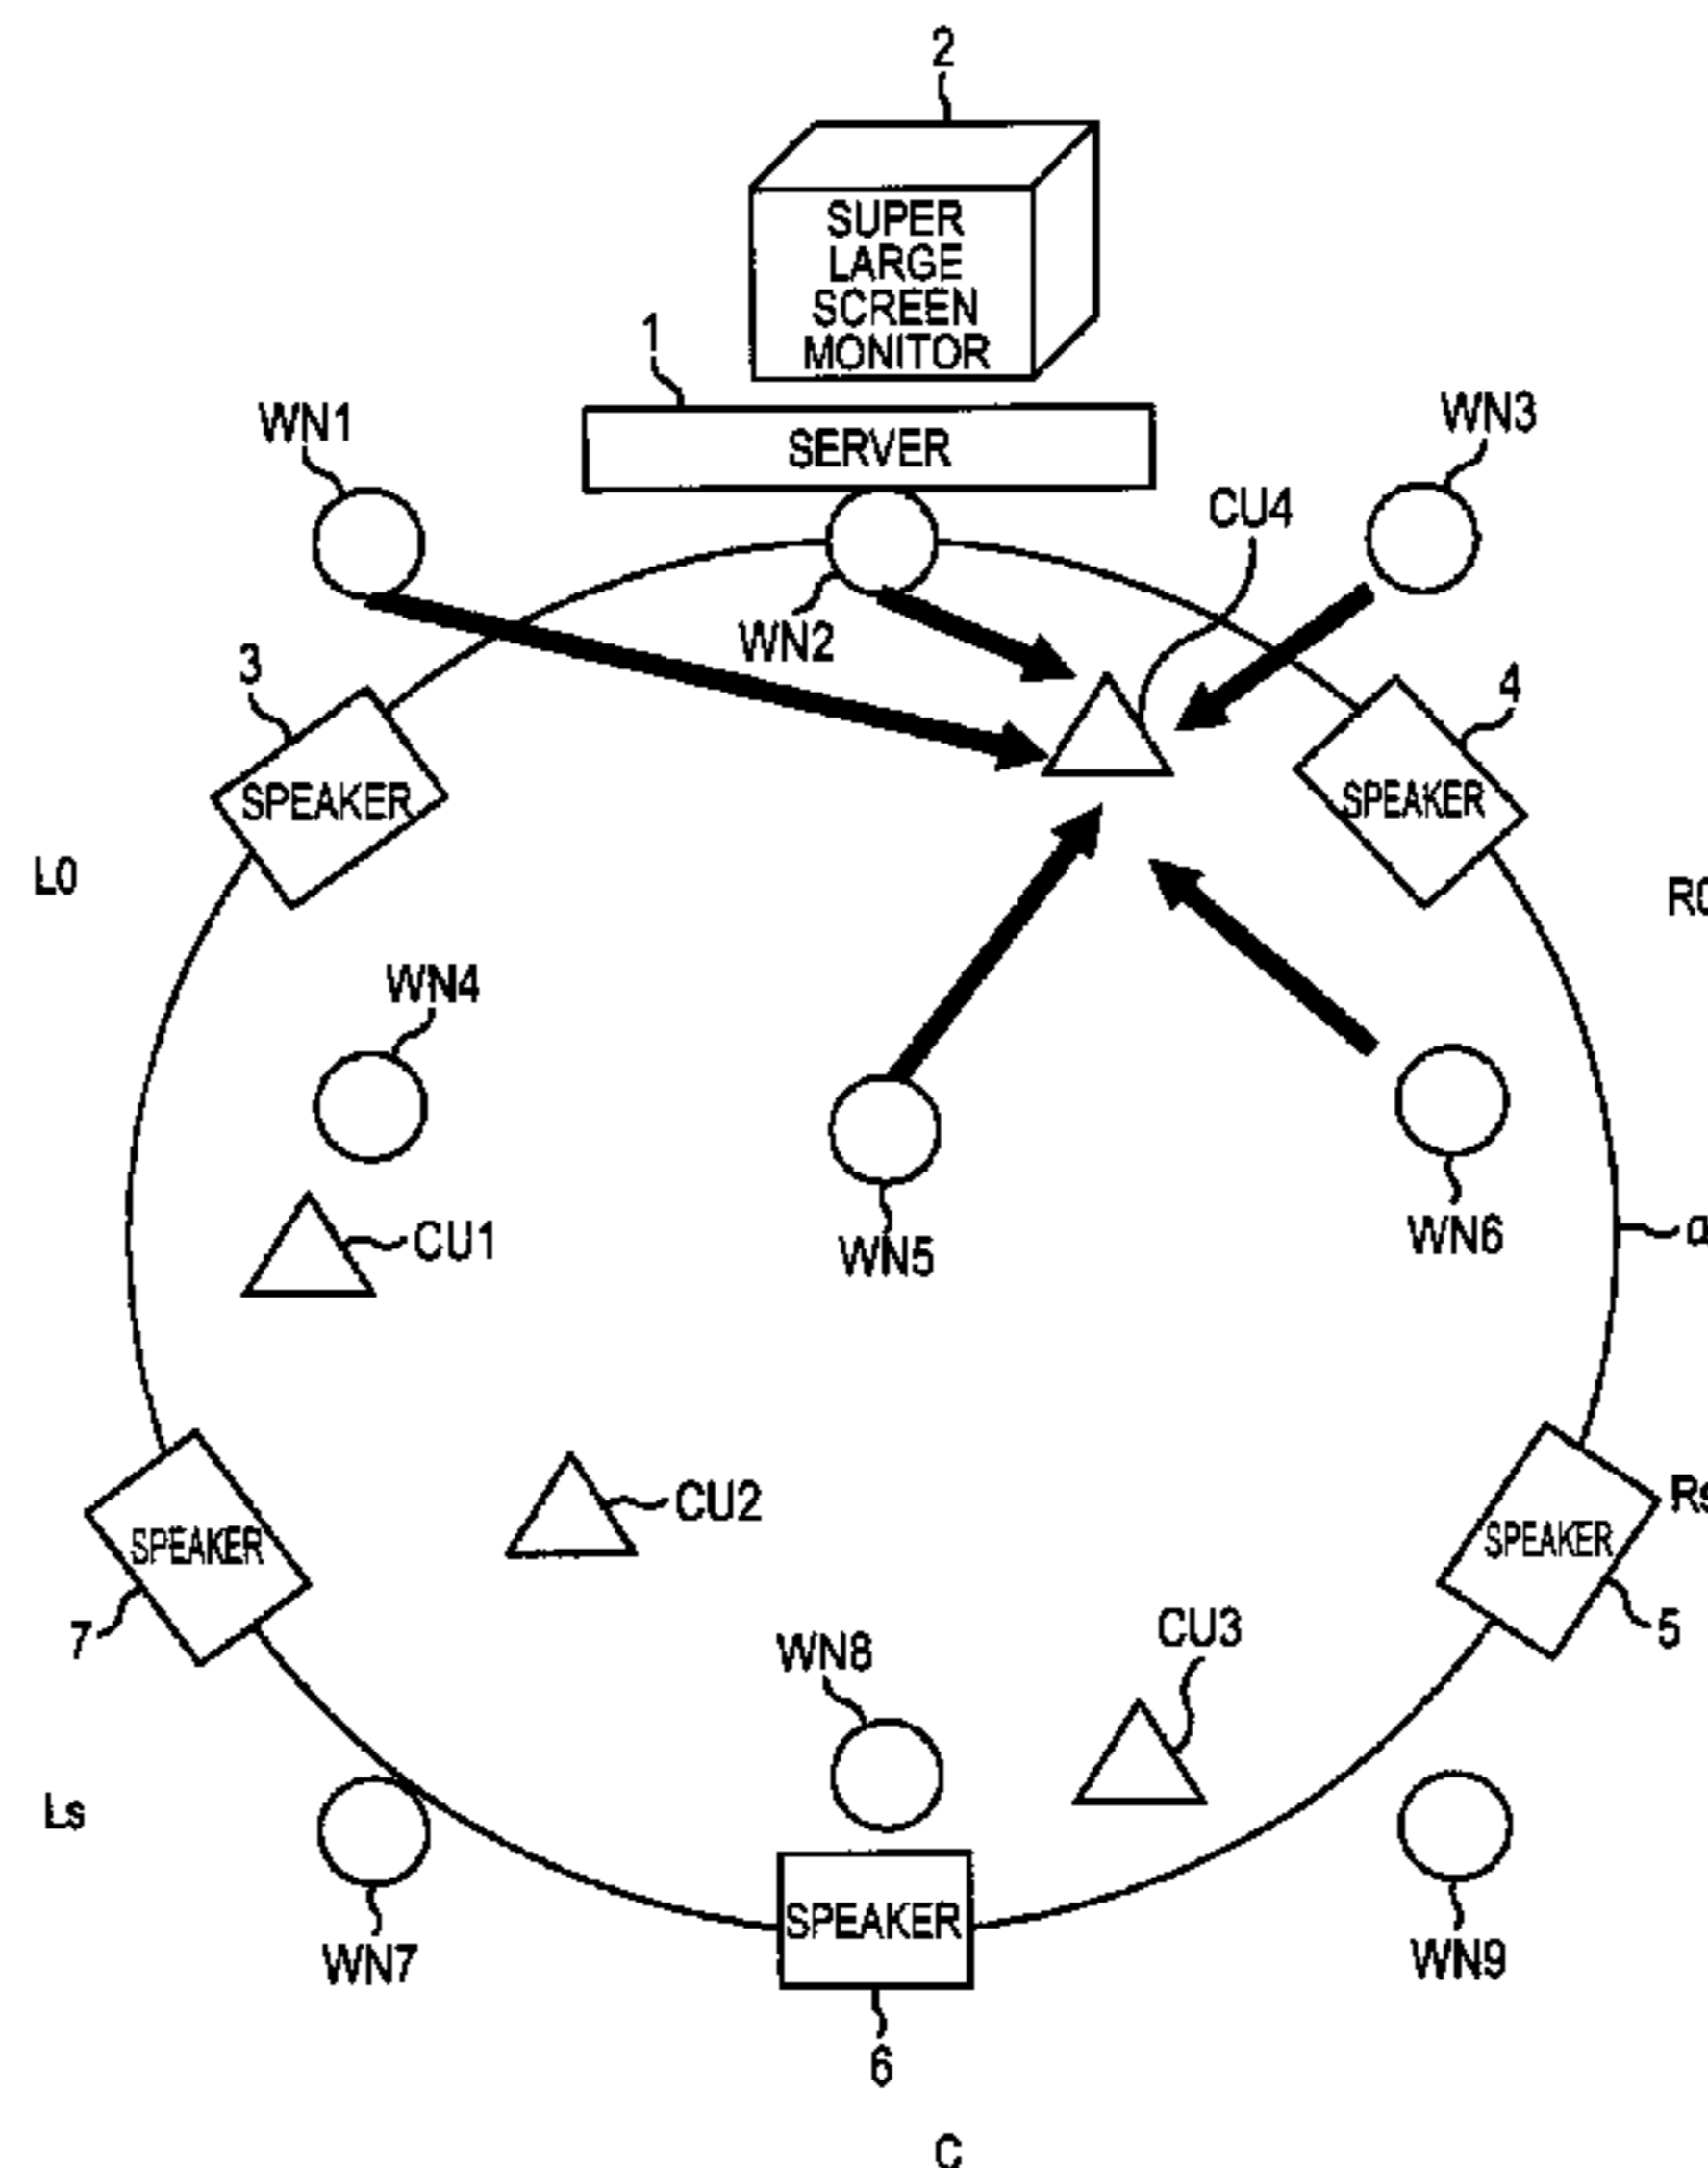 2
SUPER
LARGE
SCREEN
MONITOR
1
SERVER
WN1
WN3
CU4
WN2
3
4
SPEAKER
SPEAKER
L0
WN4
WN5
WN6
CU1
CU2
SPEAKER
SPEAKER
7
5
WN8
CU3
Ls
SPEAKER
WN7
WN9
6
C